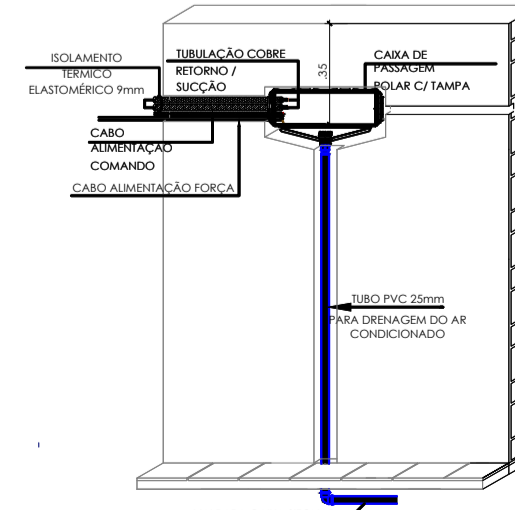 ISOLAMENTO
TERMICO
ELASTOMÉRICO 9mm
TUBULAÇÃO COBRE
RETORNO /
SUCÇÃO
.35
CAIXA DE
PASSAGEM
POLAR C/ TAMPA
CABO
ALIMENTAÇÃO
COMANDO
CABO ALIMENTAÇÃO FORÇA
TUBO PVC 25mm
PARA DRENAGEM DO AR
CONDICIONADO